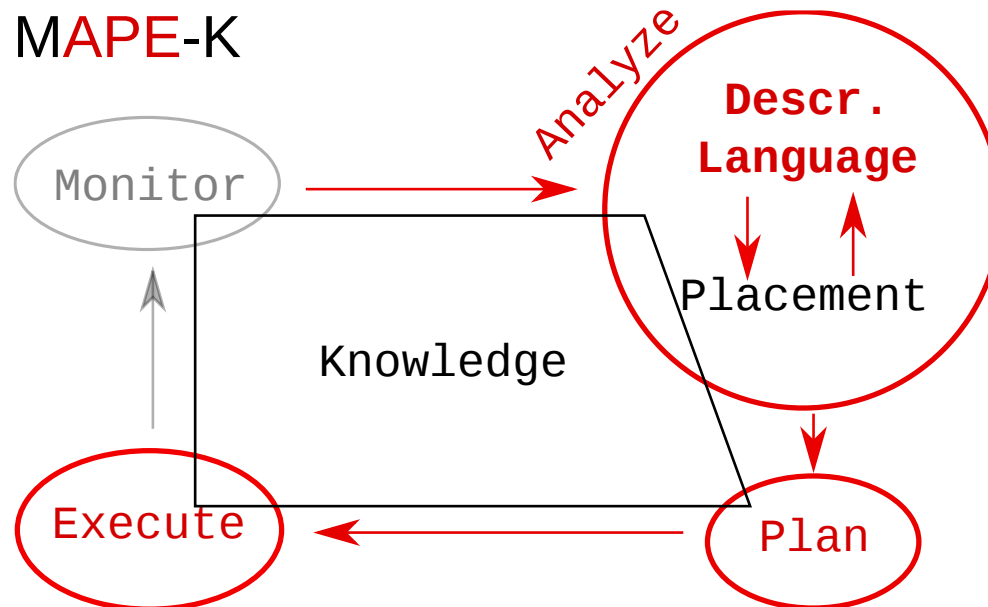 MAPE-K
Analyze
Descr.
Language
Monitor
Placement
Knowledge
Execute
Plan